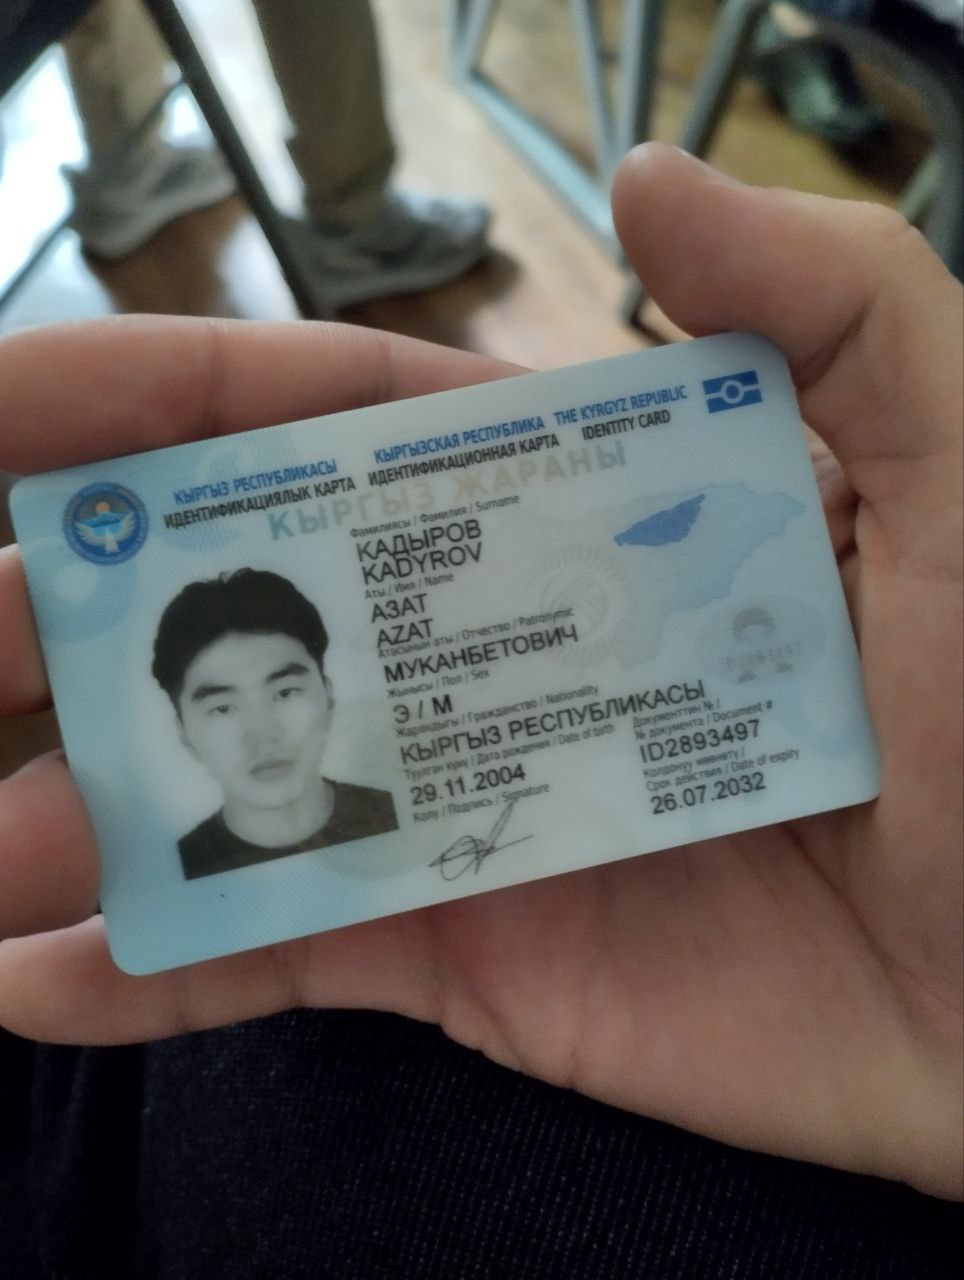 КЫРГЫЗ РЕСПУБЛИКАСЫ КЫРГЫЗСКАЯ РЕСПУБЛИКА THE KYRGYZ REPUBLIC
ИДЕНТИФИКАЦИЯЛЫК КАРТА ИДЕНТИФИКАЦИОННАЯ КАРТА IDENTITY CARD
КЫРГЫЗ ЖАРАНЫ
Фамилиясы / Фамилия / Surname
КАДЫРОВ
KADYROV
Аты / Имя / Name
АЗАТ
AZAT
Атасынын аты / Отчество / Patronymic
МУКАНБЕТОВИЧ
Жынысы / Пол / Sex
Э / М
Жарандыгы / Гражданство / Nationality
КЫРГЫЗ РЕСПУБЛИКАСЫ
Туулган күнү / Дата рождения / Date of birth
29.11.2004
Документтин № /
№ документа / Document #
ID2893497
Колдонуу мөөнөтү /
Срок действия / Date of expiry
26.07.2032
Колу / Подпись / Signature
ID2893497